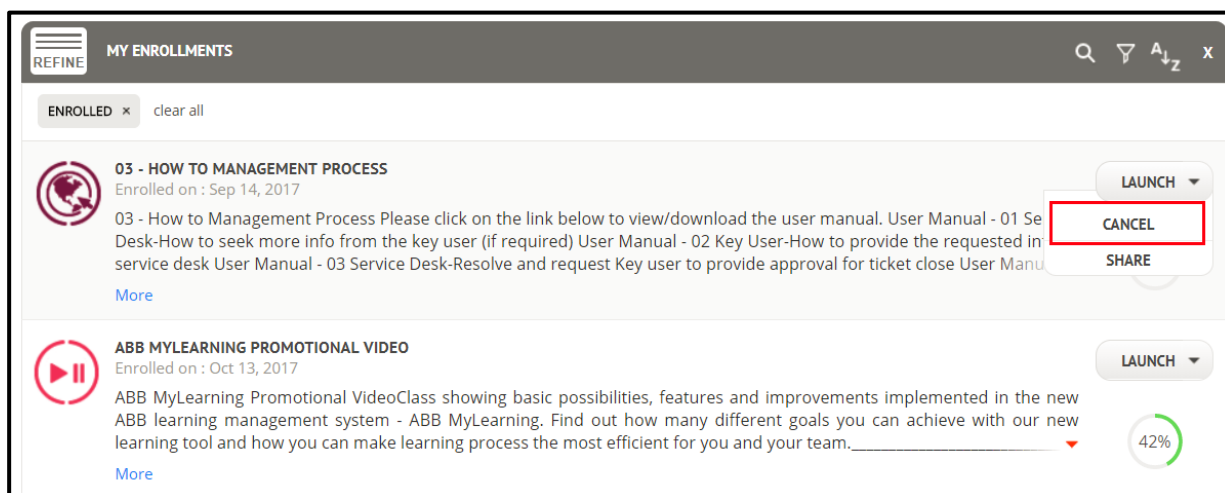 REFINE
MY ENROLLMENTS
A Z
X
ENROLLED × clear all
03 - HOW TO MANAGEMENT PROCESS
Enrolled on : Sep 14, 2017
LAUNCH
03 - How to Management Process Please click on the link below to view/download the user manual. User Manual - 01 Se
CANCEL
Desk-How to seek more info from the key user (if required) User Manual - 02 Key User-How to provide the requested in
service desk User Manual - 03 Service Desk-Resolve and request Key user to provide approval for ticket close User Manu
SHARE
More
ABB MYLEARNING PROMOTIONAL VIDEO
Enrolled on : Oct 13, 2017
LAUNCH
ABB MyLearning Promotional VideoClass showing basic possibilities, features and improvements implemented in the new
ABB learning management system - ABB MyLearning. Find out how many different goals you can achieve with our new
learning tool and how you can make learning process the most efficient for you and your team.
42%
More